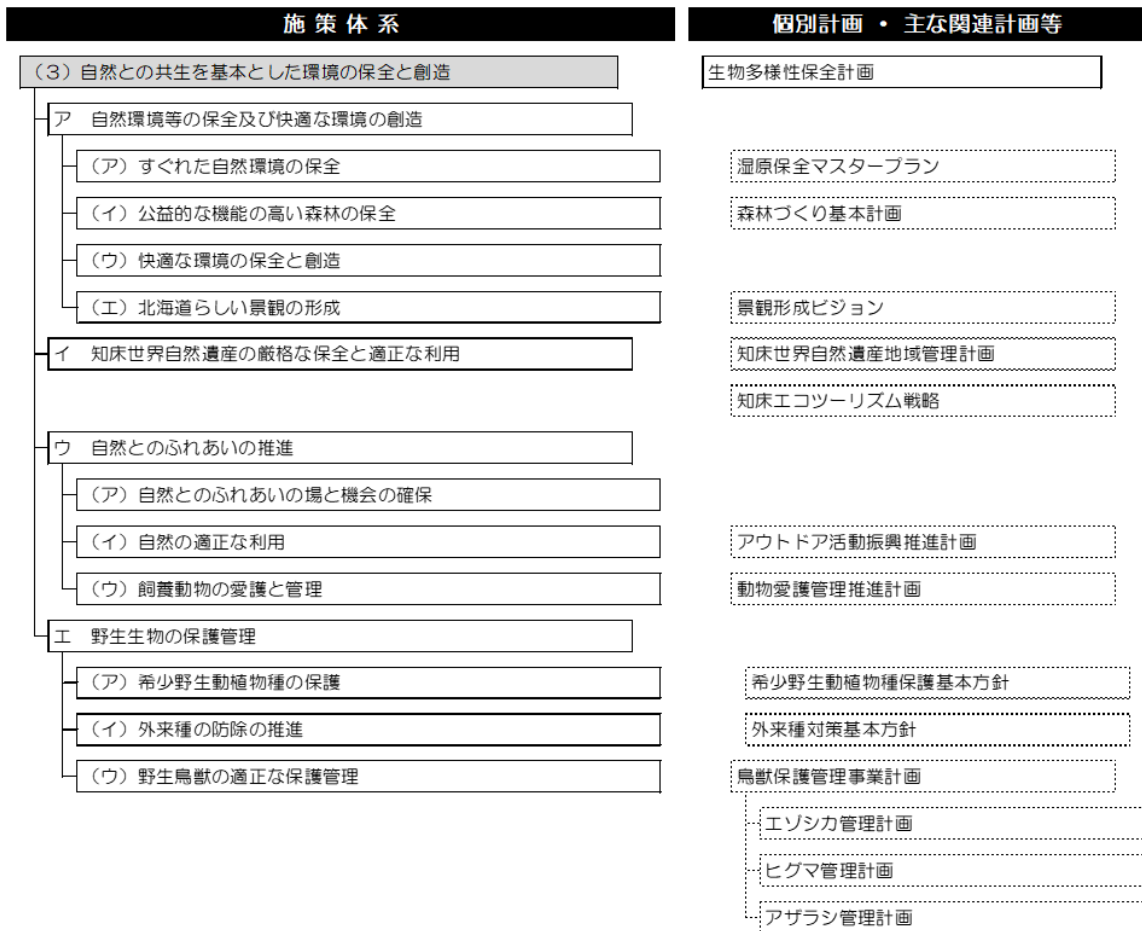 施策体系
個別計画 ・ 主な関連計画等
（3）自然との共生を基本とした環境の保全と創造
生物多様性保全計画
ア 自然環境等の保全及び快適な環境の創造
（ア）すぐれた自然環境の保全
湿原保全マスタープラン
（イ）公益的な機能の高い森林の保全
森林づくり基本計画
（ウ）快適な環境の保全と創造
（エ）北海道らしい景観の形成
景観形成ビジョン
イ 知床世界自然遺産の厳格な保全と適正な利用
知床世界自然遺産地域管理計画
知床エコツーリズム戦略
ウ 自然とのふれあいの推進
（ア）自然とのふれあいの場と機会の確保
（イ）自然の適正な利用
アウトドア活動振興推進計画
（ウ）飼養動物の愛護と管理
動物愛護管理推進計画
エ 野生生物の保護管理
（ア）希少野生動植物種の保護
希少野生動植物種保護基本方針
（イ）外来種の防除の推進
外来種対策基本方針
（ウ）野生鳥獣の適正な保護管理
鳥獣保護管理事業計画
エゾシカ管理計画
ヒグマ管理計画
アザラシ管理計画